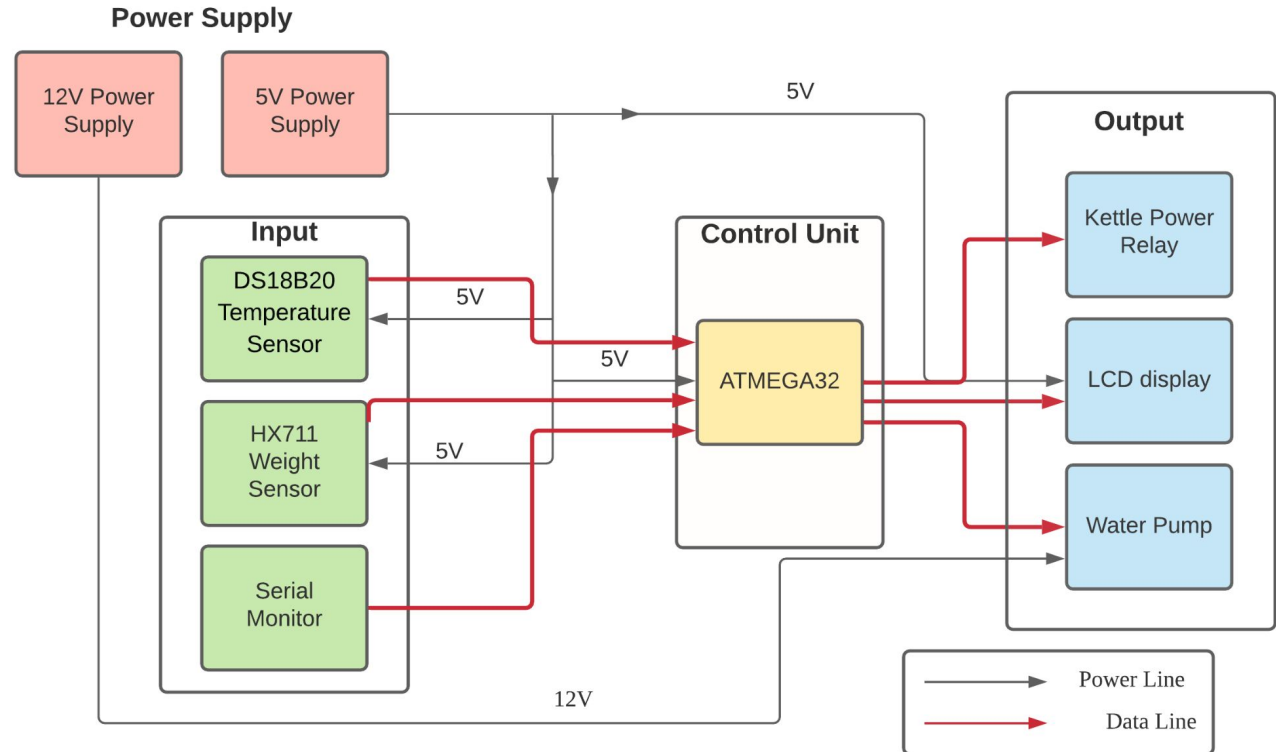 Power Supply
12V Power
Supply
5V Power
Supply
5V
Output
Input
Control Unit
Kettle Power
Relay
DS18B20
Temperature
Sensor
5V
5V
ATMEGA32
LCD display
HX711
Weight
Sensor
5V
Water Pump
Serial
Monitor
12V
Power Line
Data Line